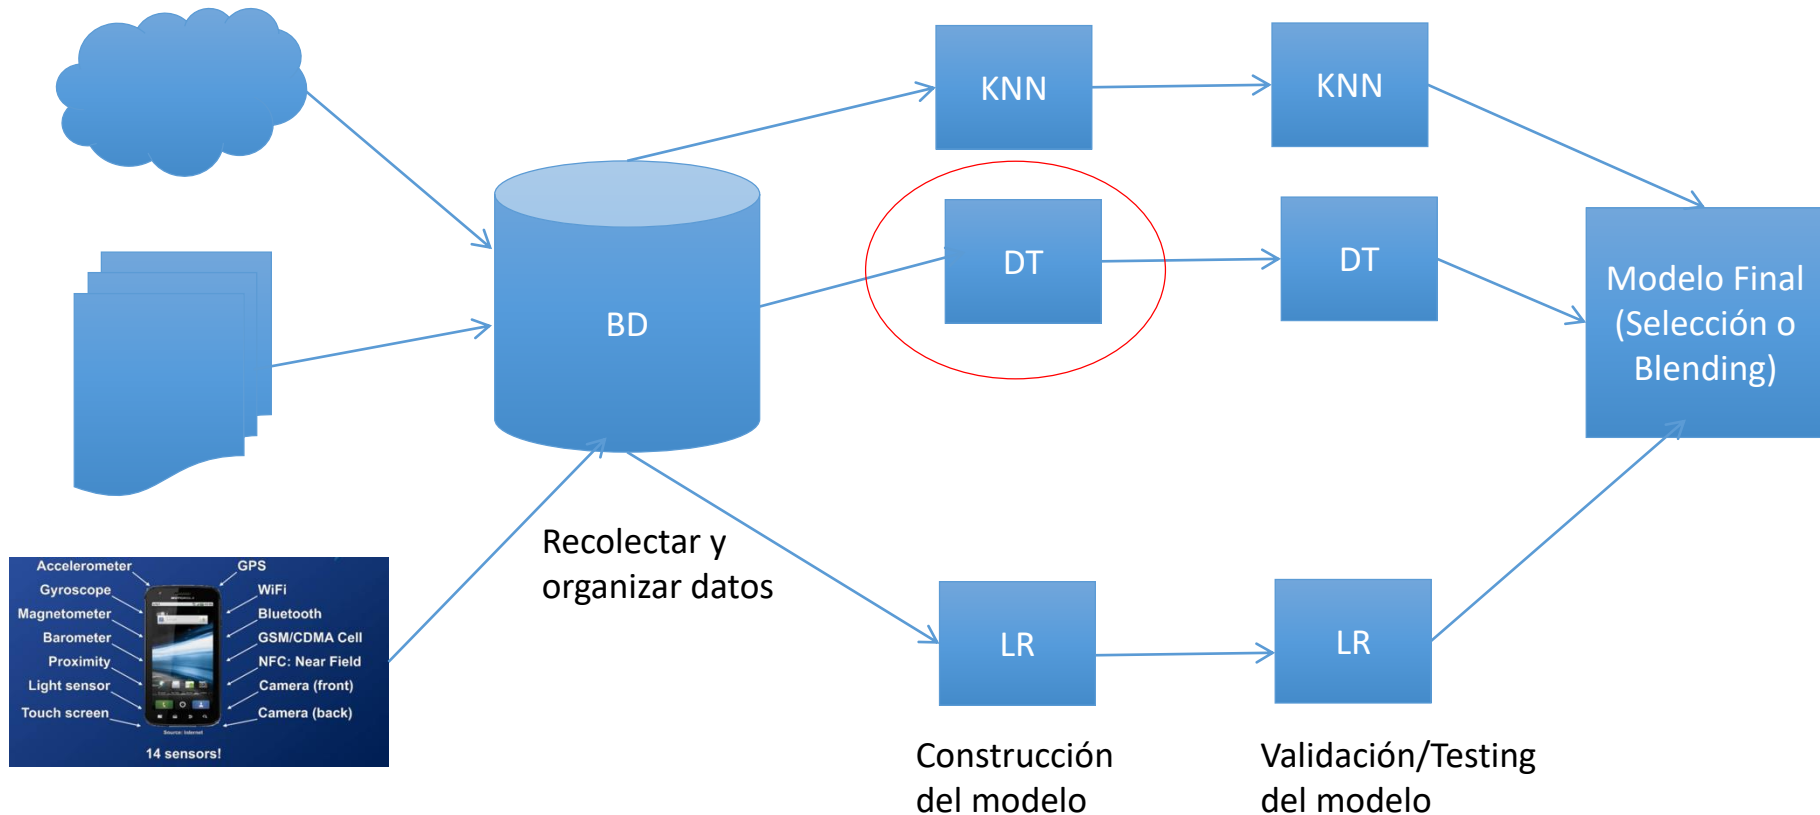 KNN
KNN
DT
DT
BD
Modelo Final
(Selección o
Blending)
Recolectar y
organizar datos
LR
LR
Construcción
del modelo
Validación/Testing
del modelo
Accelerometer
Gyroscope
Magnetometer
Barometer
Proximity
Light sensor
Touch screen
GPS
WiFi
Bluetooth
GSM/CDMA Cell
NFC: Near Field
Camera (front)
Camera (back)
Source: Internet
14 sensors!